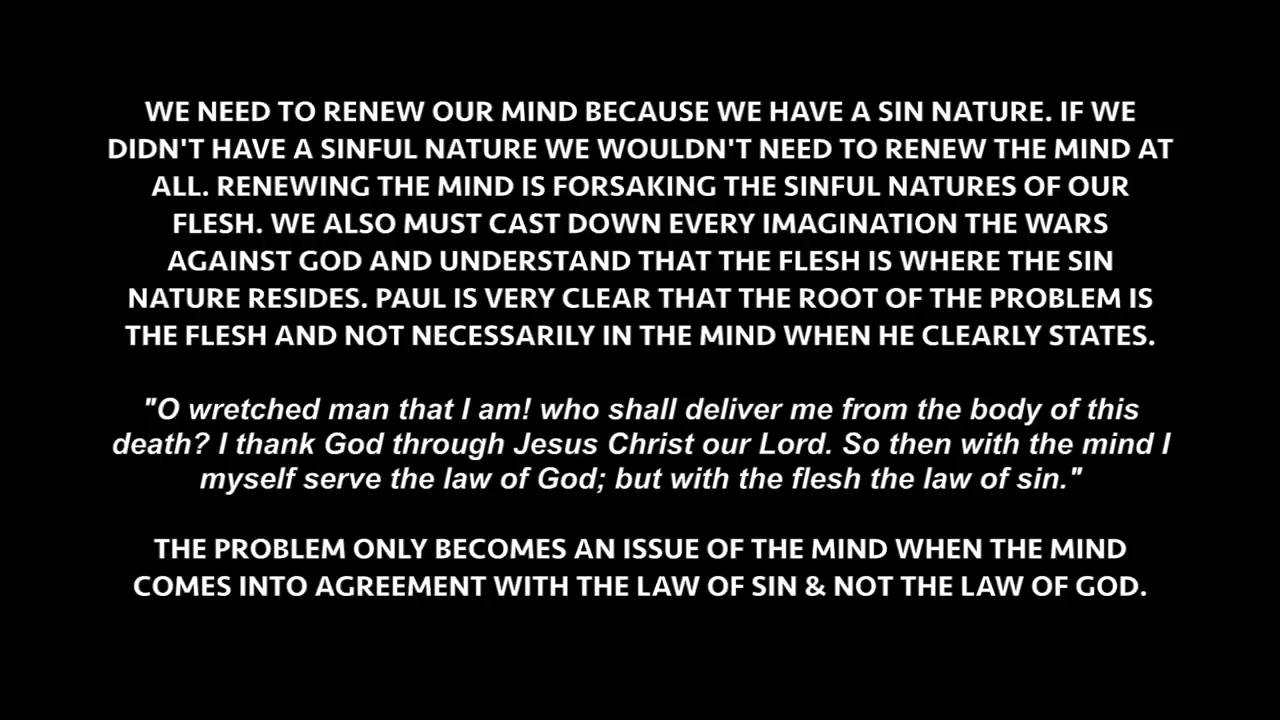 WE NEED TO RENEW OUR MIND BECAUSE WE HAVE A SIN NATURE. IF WE
DIDN'T HAVE A SINFUL NATURE WE WOULDN'T NEED TO RENEW THE MIND AT
ALL. RENEWING THE MIND IS FORSAKING THE SINFUL NATURES OF OUR
FLESH. WE ALSO MUST CAST DOWN EVERY IMAGINATION THE WARS
AGAINST GOD AND UNDERSTAND THAT THE FLESH IS WHERE THE SIN
NATURE RESIDES. PAUL IS VERY CLEAR THAT THE ROOT OF THE PROBLEM IS
THE FLESH AND NOT NECESSARILY IN THE MIND WHEN HE CLEARLY STATES.
"O wretched man that I am! who shall deliver me from the body of this
death? I thank God through Jesus Christ our Lord. So then with the mind I
myself serve the law of God; but with the flesh the law of sin."
THE PROBLEM ONLY BECOMES AN ISSUE OF THE MIND WHEN THE MIND
COMES INTO AGREEMENT WITH THE LAW OF SIN & NOT THE LAW OF GOD.